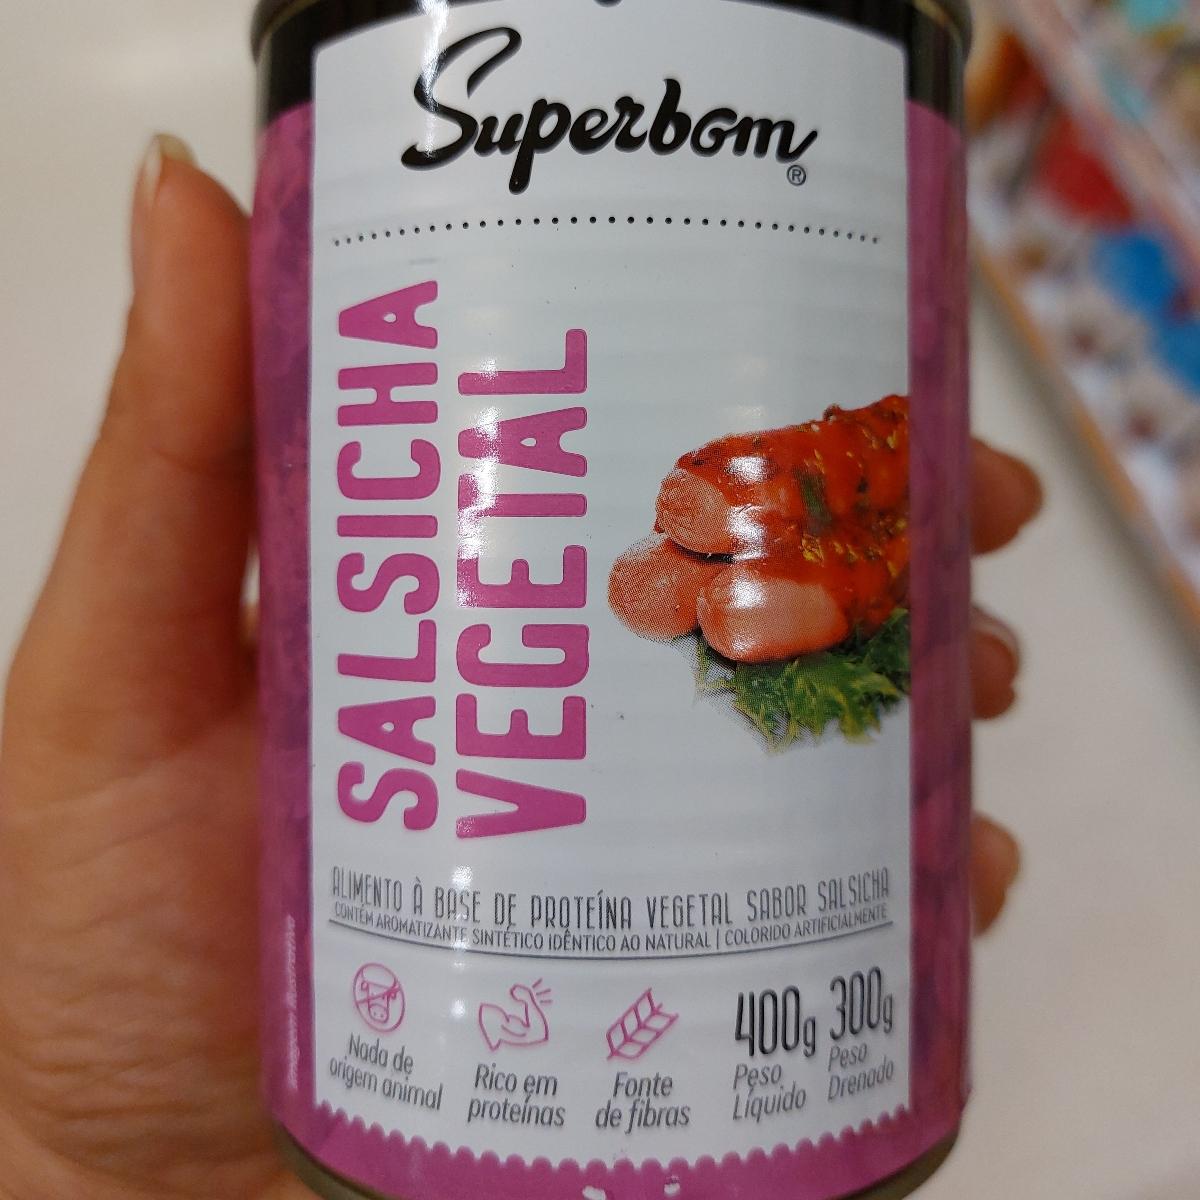 Superbom®
SALSICHA
VEGETAL
ALIMENTO À BASE DE PROTEÍNA VEGETAL SABOR SALSICHA
CONTÉM AROMATIZANTE SINTÉTICO IDÊNTICO AO NATURAL | COLORIDO ARTIFICIALMENTE
Nada de
origem animal
Rico em
proteínas
Fonte
de fibras
400g
Peso
Líquido
300g
Peso
Drenado